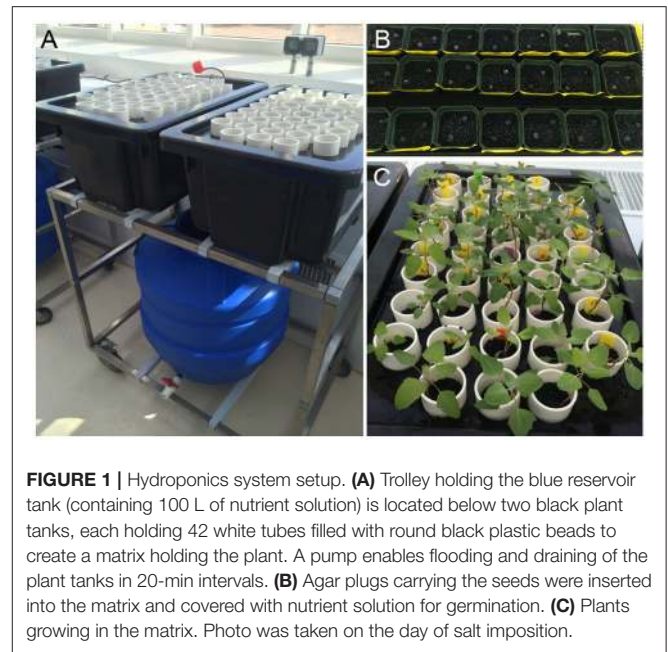 A
B
C
FIGURE 1 | Hydroponics system setup. (A) Trolley holding the blue reservoir
tank (containing 100 L of nutrient solution) is located below two black plant
tanks, each holding 42 white tubes filled with round black plastic beads to
create a matrix holding the plant. A pump enables flooding and draining of the
plant tanks in 20-min intervals. (B) Agar plugs carrying the seeds were inserted
into the matrix and covered with nutrient solution for germination. (C) Plants
growing in the matrix. Photo was taken on the day of salt imposition.